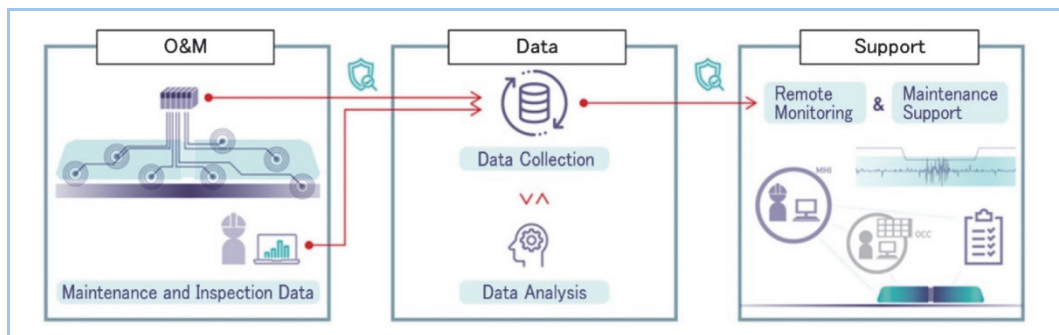 O&M
Data
Support
Remote
Monitoring
&
Maintenance
Support
Data Collection
MHI
OCC
Maintenance and Inspection Data
Data Analysis